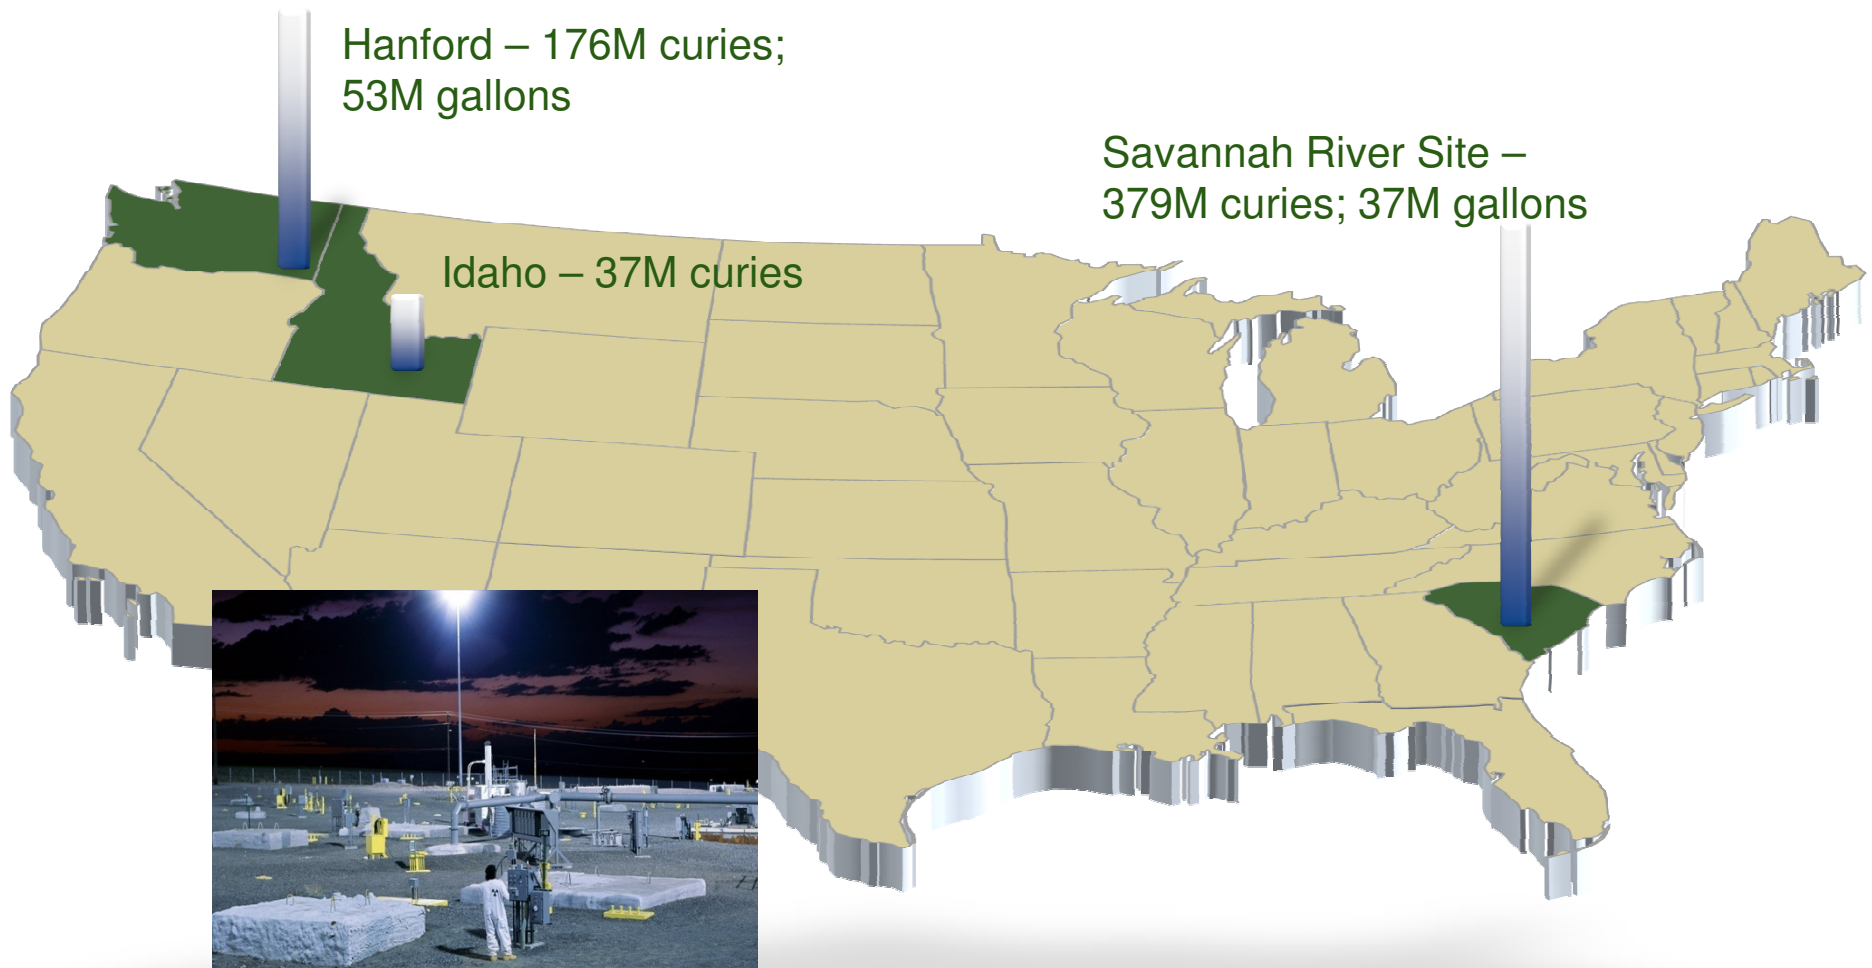 Hanford – 176M curies;
53M gallons
Savannah River Site –
379M curies; 37M gallons
Idaho – 37M curies